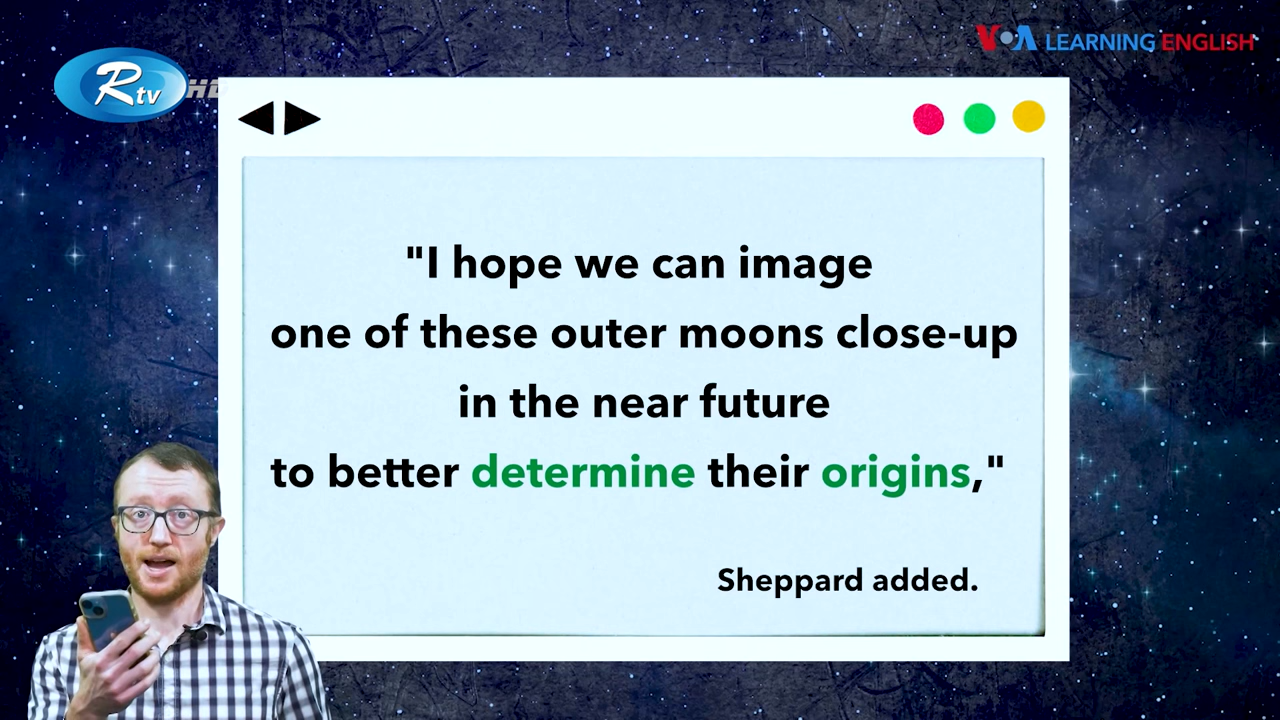 Rtv HD
VOA LEARNING ENGLISH
"I hope we can image
one of these outer moons close-up
in the near future
to better determine their origins,"
Sheppard added.